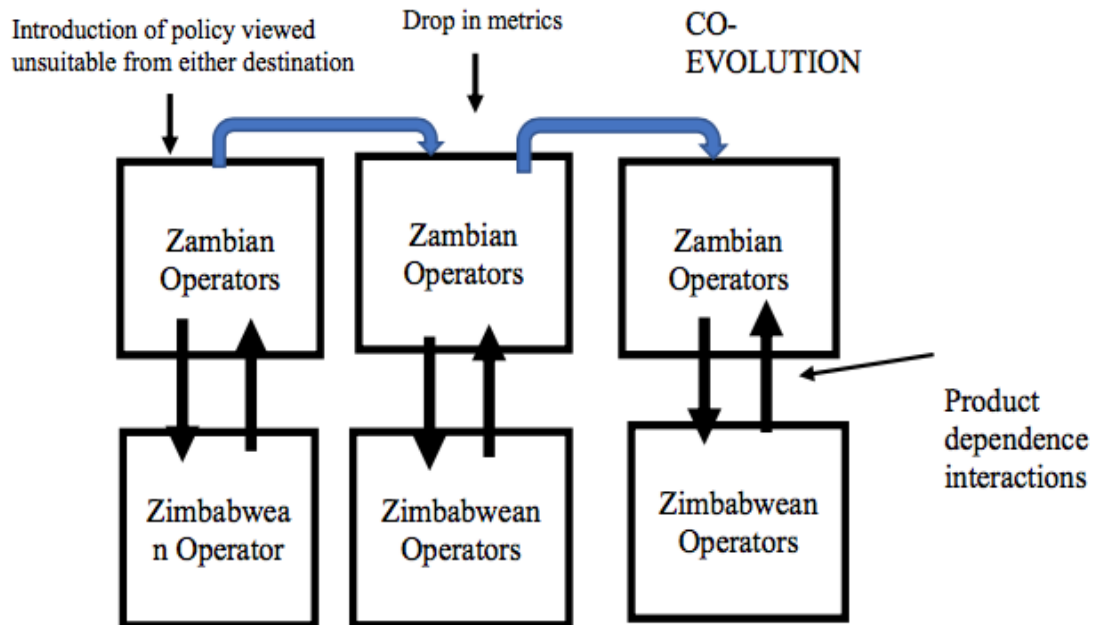 Introduction of policy viewed
unsuitable from either destination
Drop in metrics
CO-
EVOLUTION
Zambian
Operators
Zambian
Operators
Zambian
Operators
Product
dependence
interactions
Zimbabwea
n Operator
Zimbabwean
Operators
Zimbabwean
Operators